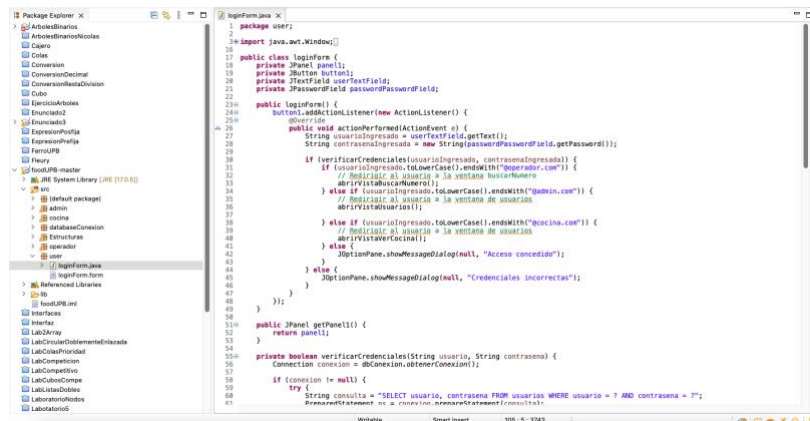 Package Explorer
ArbolesBinarios
ArbolesBinariosNicolas
Cajero
Colas
Conversion
ConversionDecimal
ConversionRestaDivision
Cubo
EjercicioArboles
Enunciado2
Enunciado3
ExpresionPosfija
ExpresionPrefija
FerroUPB
Fleury
foodUPB-master
JRE System Library [JRE [17.0.5]]
src
(default package)
admin
cocina
databaseConexion
Estructuras
operador
user
loginForm.java
loginForm.form
Referenced Libraries
lib
foodUPB.iml
Interfaces
Interfaz
Lab2Array
LabCircularDoblementeEnlazada
LabColasPrioridad
LabCompeticion
LabCompetitivo
LabCubosCompe
LabListasDobles
LaboratorioNodos
Labotatorio5
loginForm.java
1 package user;
2
3 import java.awt.Window;
16
17 public class loginForm {
18 private JPanel panel1;
19 private JButton button1;
20 private JTextField userTextField;
21 private JPasswordField passwordPasswordField;
22
23 public loginForm() {
24 button1.addActionListener(new ActionListener() {
25 @Override
26 public void actionPerformed(ActionEvent e) {
27 String usuarioIngresado = userTextField.getText();
28 String contrasenaIngresada = new String(passwordPasswordField.getPassword());
29
30 if (verificarCredenciales(usuarioIngresado, contrasenaIngresada)) {
31 if (usuarioIngresado.toLowerCase().endsWith("@operador.com")) {
32 // Redirigir al usuario a la ventana buscarNumero
33 abrirVistaBuscarNumero();
34 } else if (usuarioIngresado.toLowerCase().endsWith("@admin.com")) {
35 // Redirigir al usuario a la ventana de usuarios
36 abrirVistaUsuarios();
37
38 } else if (usuarioIngresado.toLowerCase().endsWith("@cocina.com")) {
39 // Redirigir al usuario a la ventana de usuarios
40 abrirVistaVerCocina();
41 } else {
42 JOptionPane.showMessageDialog(null, "Acceso concedido");
43 }
44 } else {
45 JOptionPane.showMessageDialog(null, "Credenciales incorrectas");
46 }
47 }
48 });
49 }
50
51 public JPanel getPanel1() {
52 return panel1;
53 }
54
55 private boolean verificarCredenciales(String usuario, String contrasena) {
56 Connection conexion = dbConexion.obtenerConexion();
57
58 if (conexion != null) {
59 try {
60 String consulta = "SELECT usuario, contrasena FROM usuarios WHERE usuario = ? AND contrasena = ?";
61 PreparedStatement ps = conexion.prepareStatement(consulta);
Writable
Smart Insert
105 : 5 : 3743